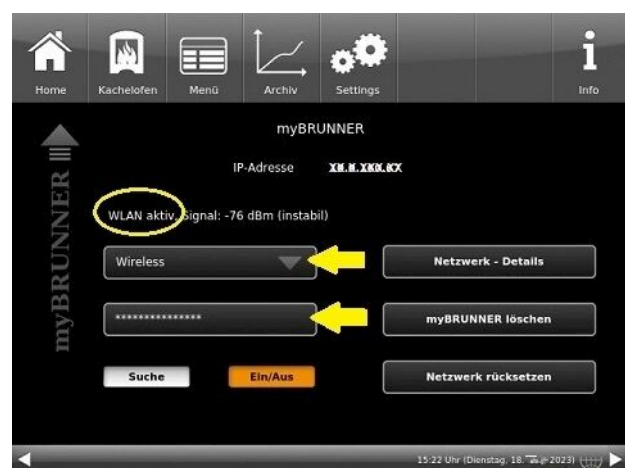 Home Kachelofen Menü Archiv Settings Info
myBRUNNER
myBRUNNER
IP-Adresse
WLAN aktiv, Signal: -76 dBm (instabil)
Wireless
Netzwerk - Details
***************
myBRUNNER löschen
Suche
Ein/Aus
Netzwerk rücksetzen
15:22 Uhr (Dienstag, 18. 2023)